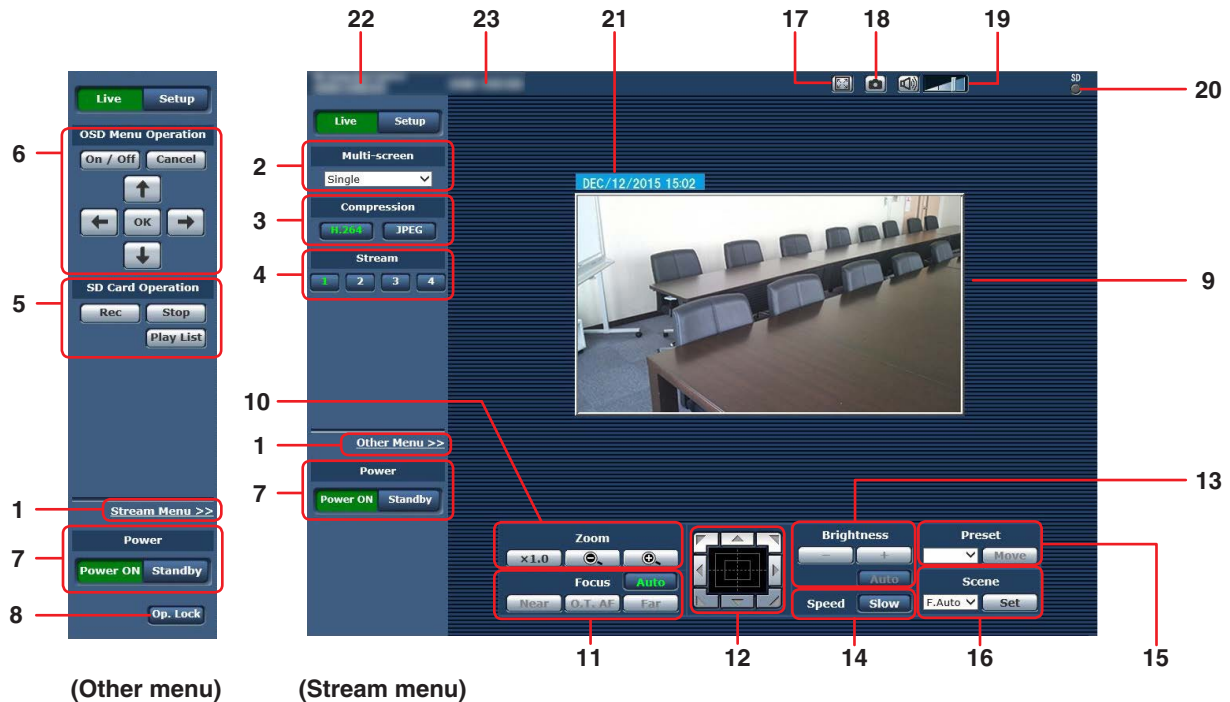 22 23 21 17 18 19
SD
20
Live Setup
OSD Menu Operation
6
On / Off Cancel
OK
SD Card Operation
5
Rec Stop
Play List
1
Stream Menu >>
Power
7
Power ON Standby
8
Op. Lock
(Other menu)
Live Setup
Multi-screen
2
Single
Compression
3
H.264 JPEG
Stream
4
1 2 3 4
DEC/12/2015 15:02
9
10
1
Other Menu >>
Power
7
Power ON Standby
Zoom
×1.0
Focus Auto
Near O.T. AF Far
13
Brightness
- +
Auto
Speed Slow
Preset
Move
Scene
F.Auto Set
11 12 14 16 15
(Stream menu)